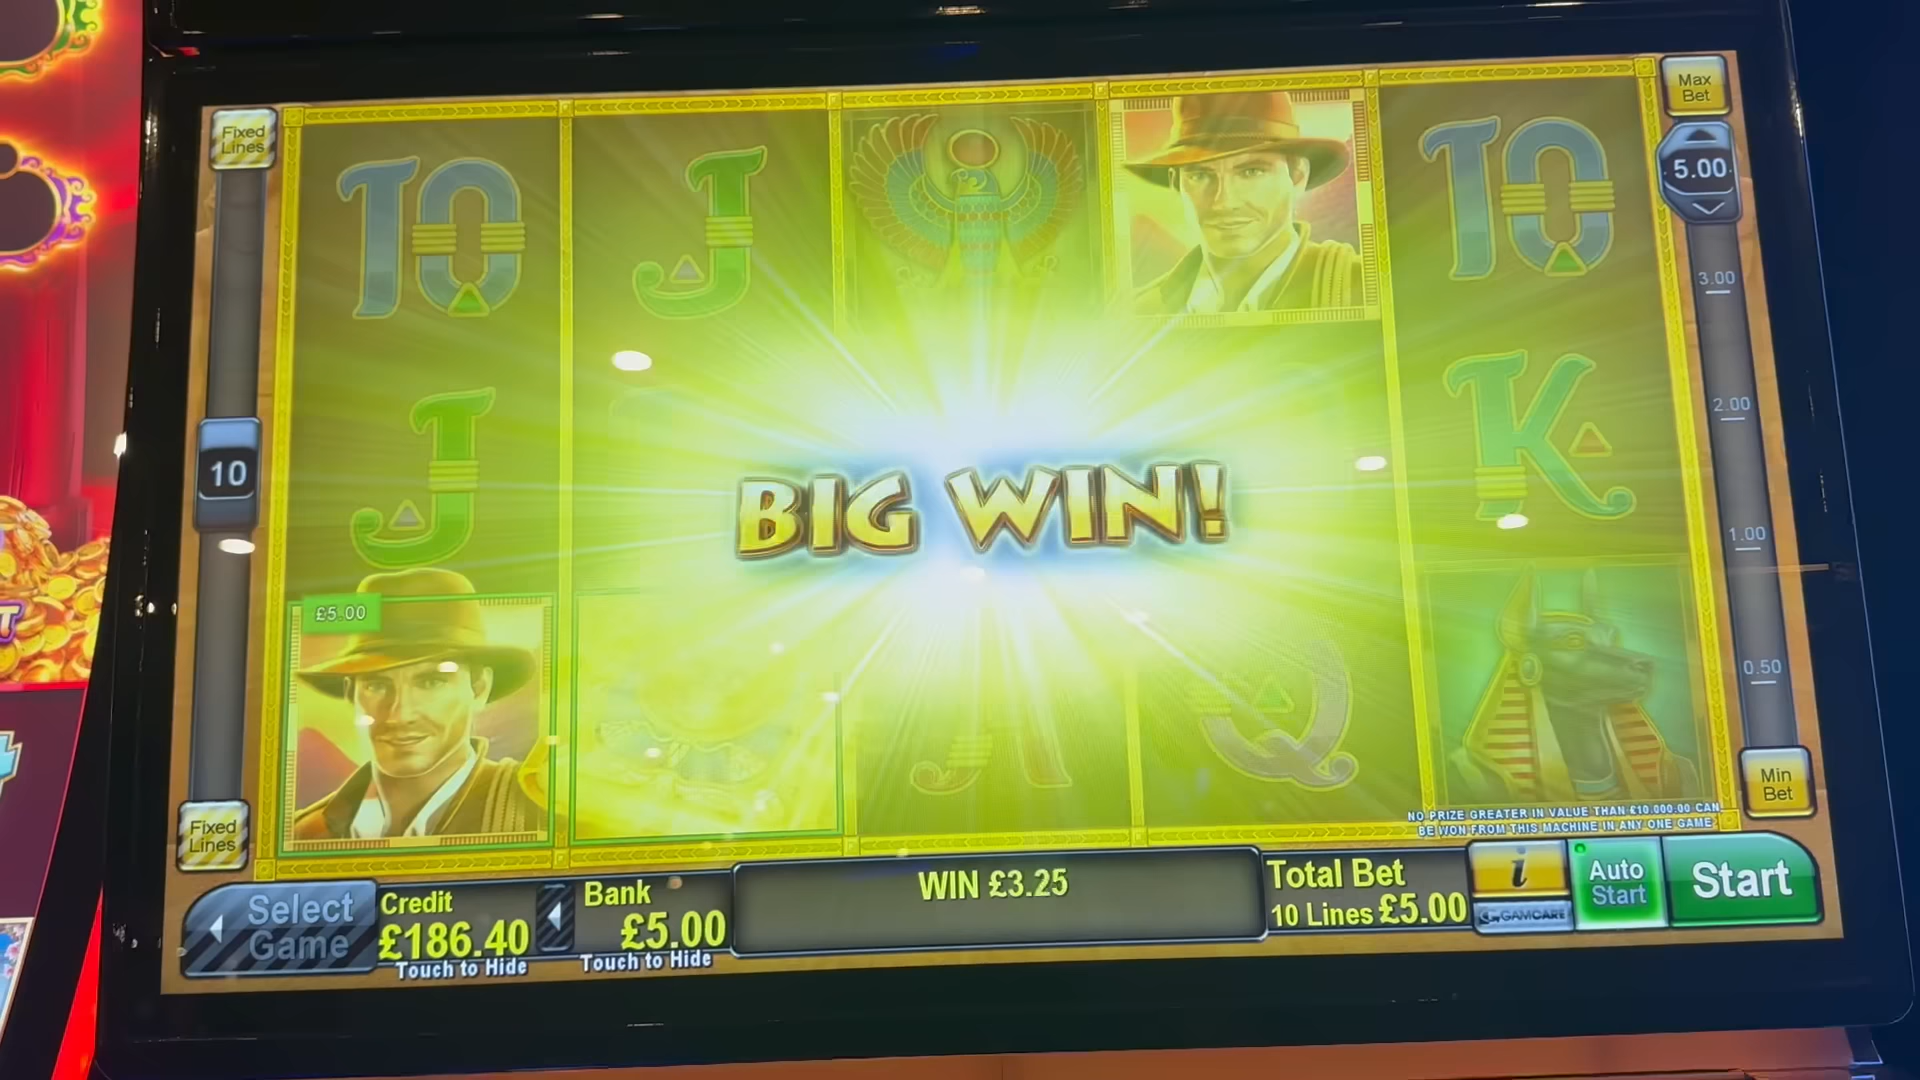 Fixed
Lines
10
J
J
10
K
A
Q
Max
Bet
5.00
3.00
2.00
1.00
0.50
Min
Bet
BIG WIN!
£5.00
Fixed
Lines
NO PRIZE GREATER IN VALUE THAN £10,000.00 CAN
BE WON FROM THIS MACHINE IN ANY ONE GAME
10
Select
Game
Credit
£186.40
Touch to Hide
Bank
£5.00
Touch to Hide
WIN £3.25
Total Bet
10 Lines £5.00
i
GAMCARE
Auto
Start
Start
T